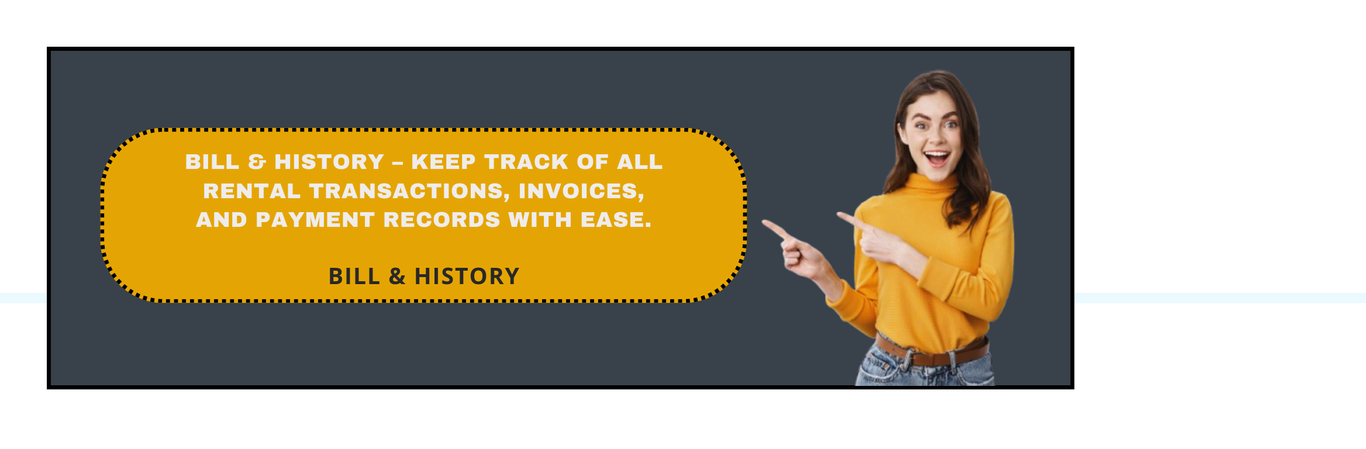 BILL & HISTORY – KEEP TRACK OF ALL
RENTAL TRANSACTIONS, INVOICES,
AND PAYMENT RECORDS WITH EASE.
BILL & HISTORY